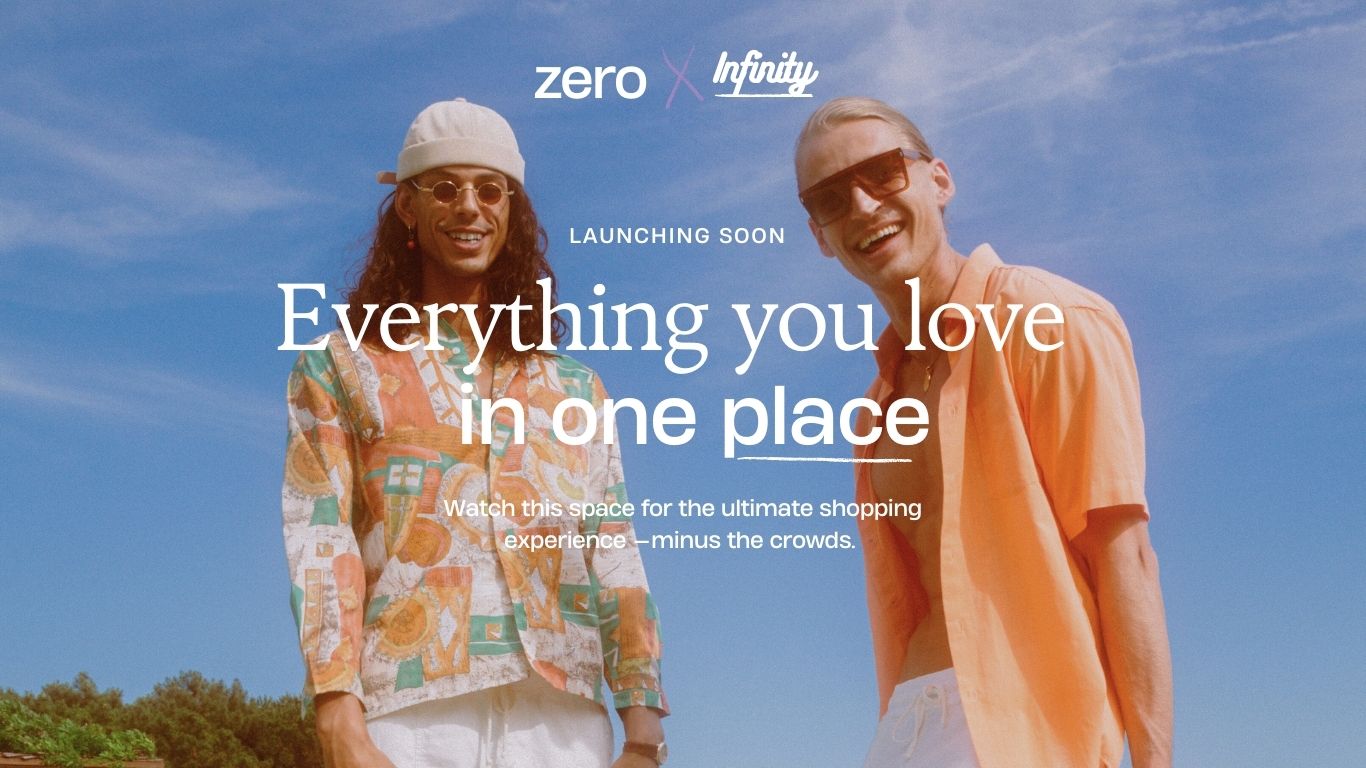 zero X Infinity
LAUNCHING SOON
Everything you love
in one place
Watch this space for the ultimate shopping
experience —minus the crowds.